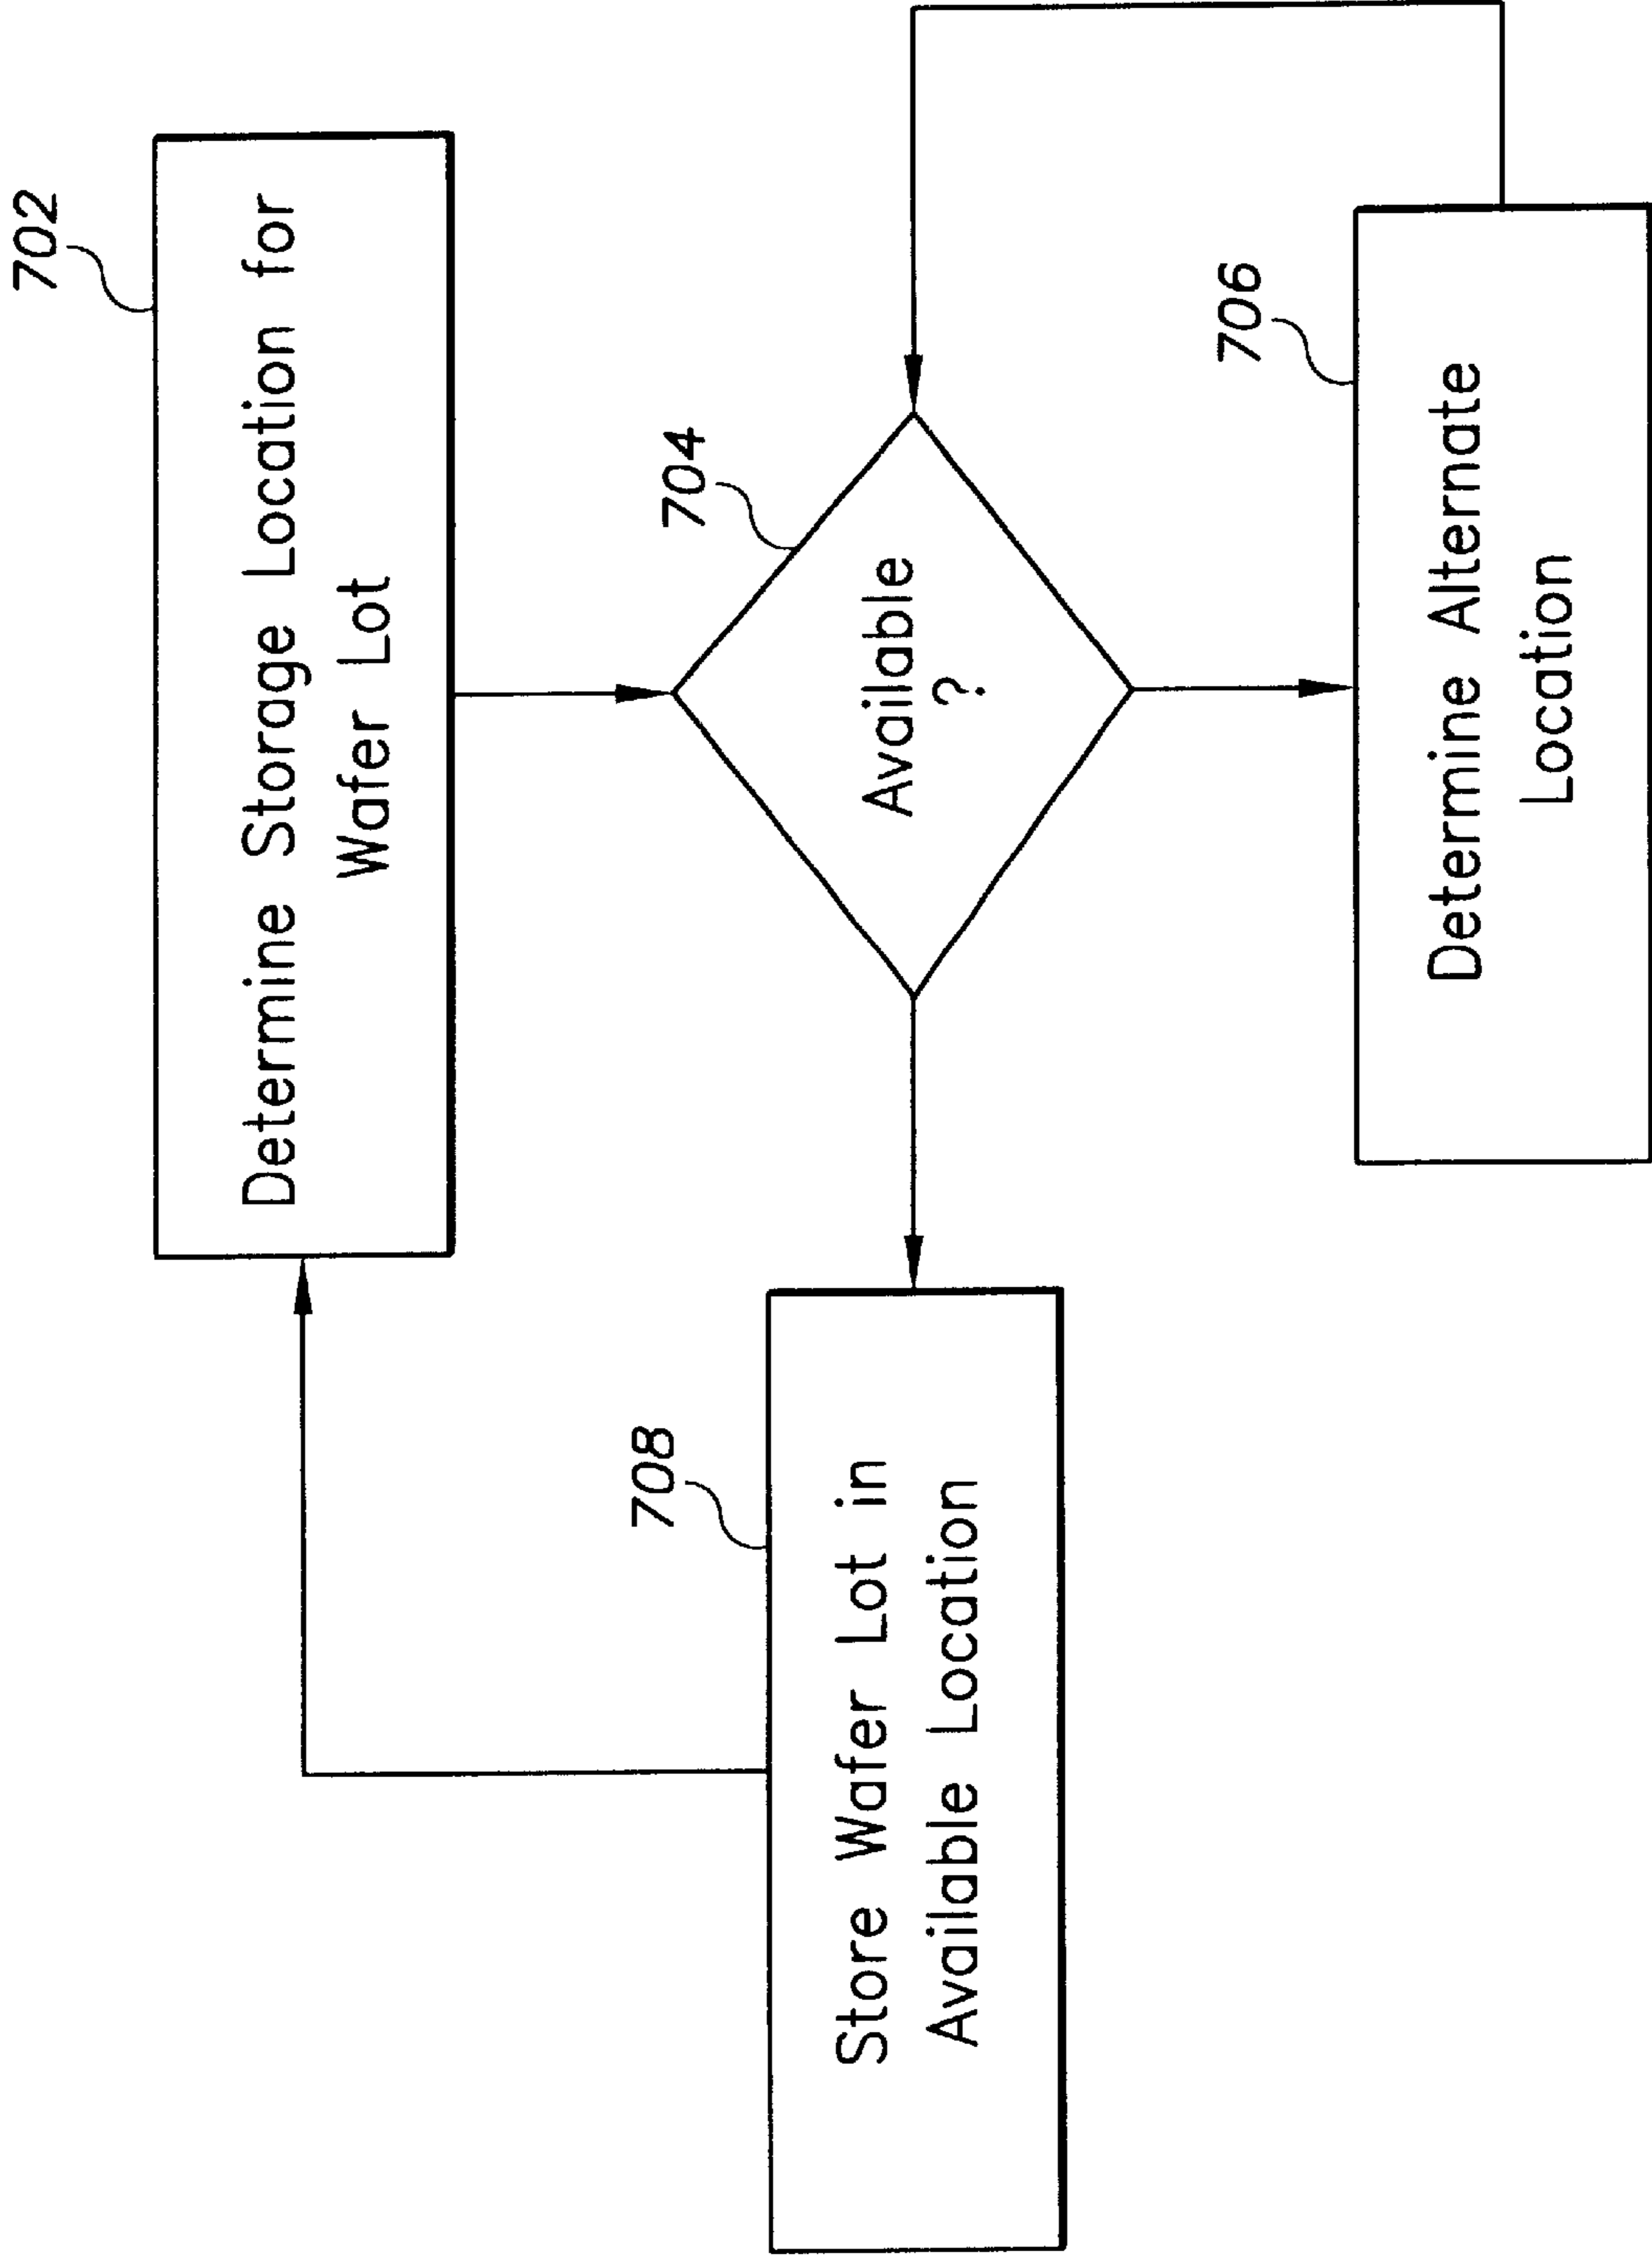 702
Determine Storage Location for
Wafer Lot
704
Available
?
706
Determine Alternate
Location
708
Store Wafer Lot in
Available Location